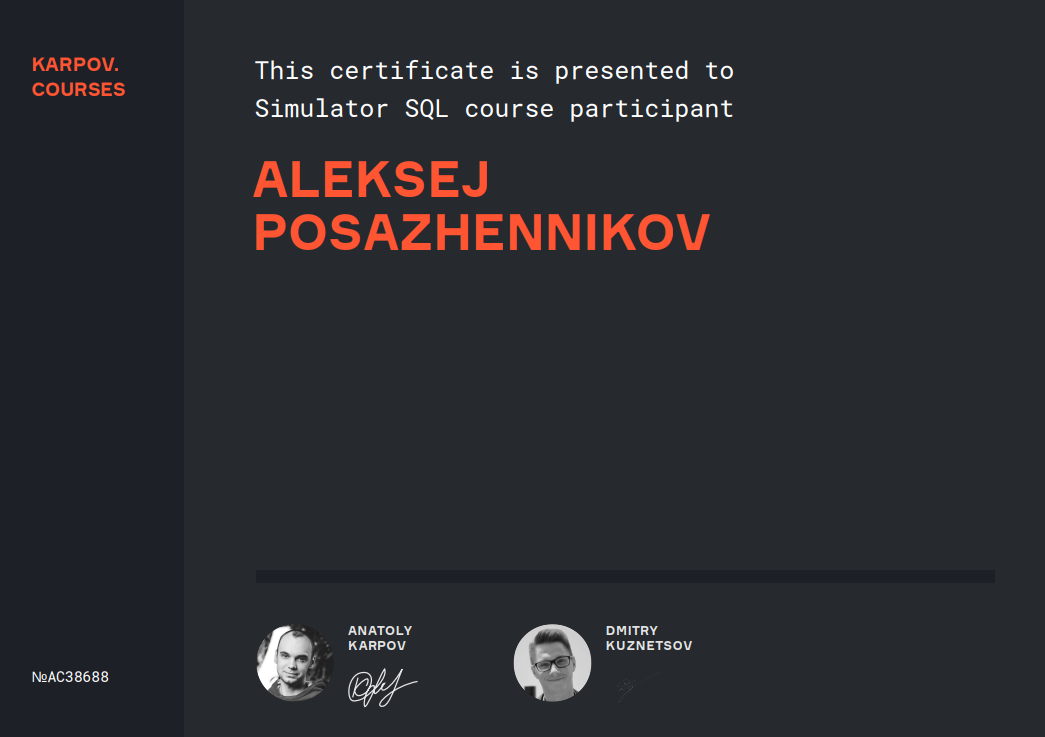 KARPOV.
COURSES
This certificate is presented to
Simulator SQL course participant
ALEKSEJ
POSAZHENNIKOV
ANATOLY
KARPOV
DMITRY
KUZNETSOV
№AC38688